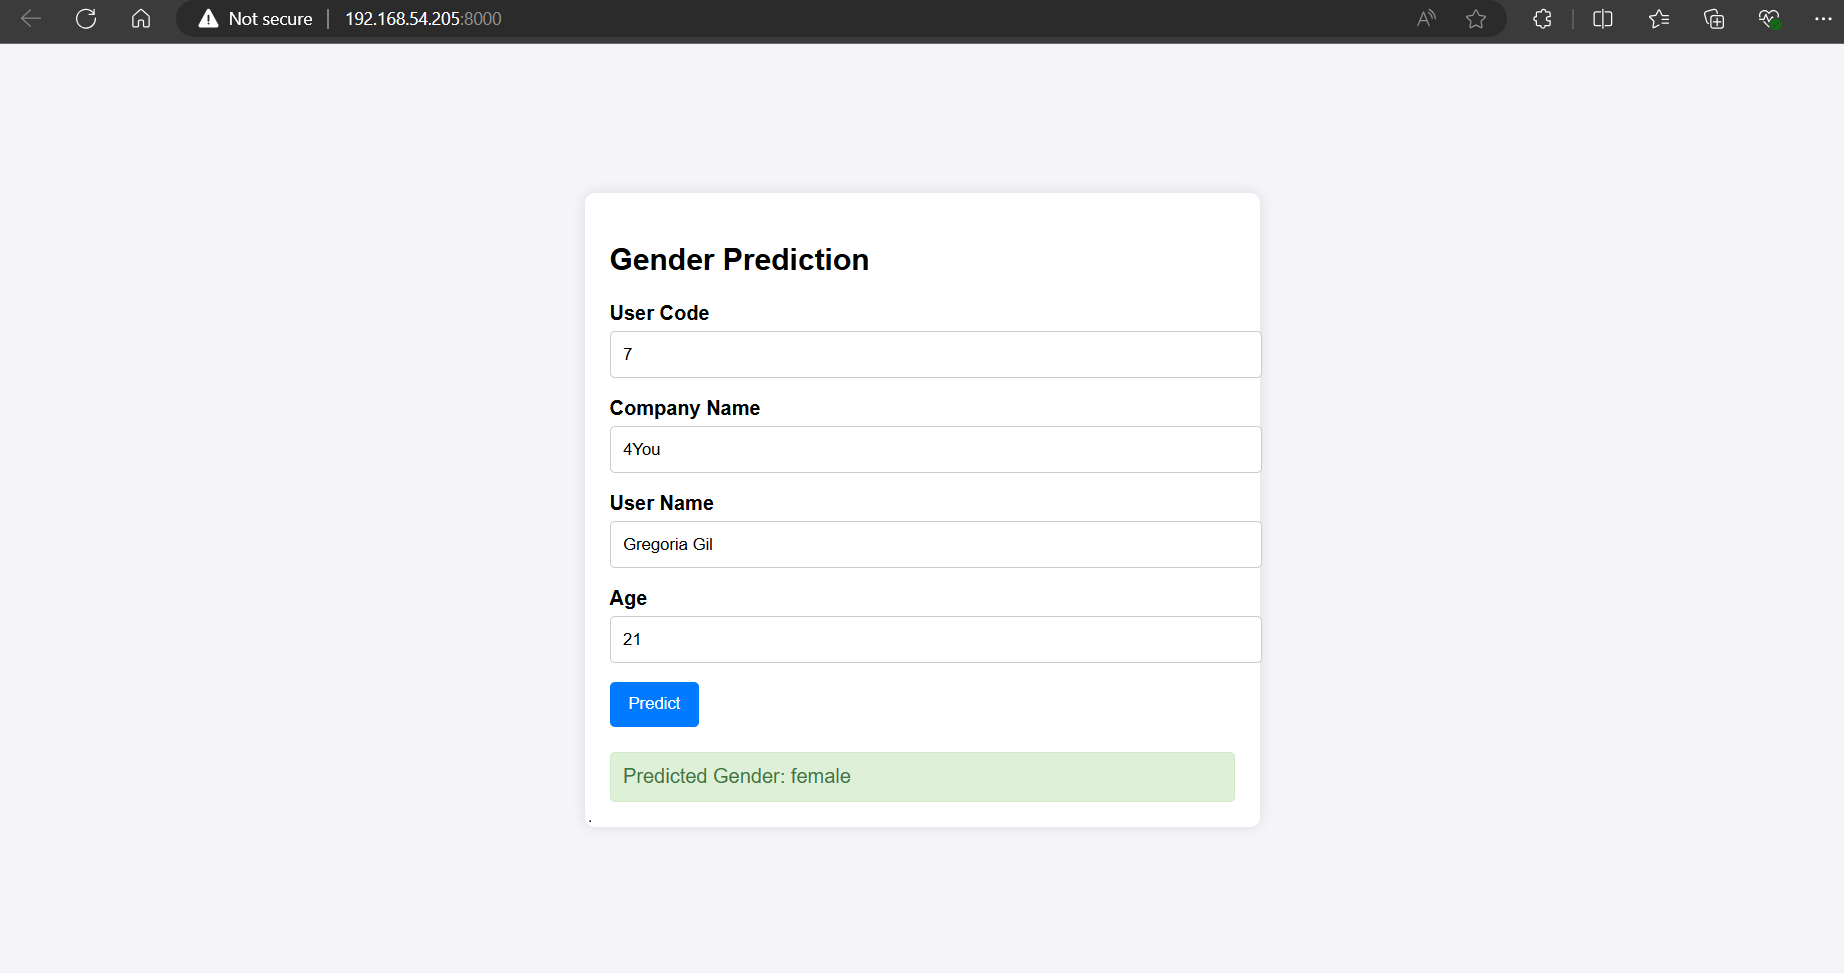 Not secure | 192.168.54.205:8000
Gender Prediction
User Code
7
Company Name
4You
User Name
Gregoria Gil
Age
21
Predict
Predicted Gender: female
.